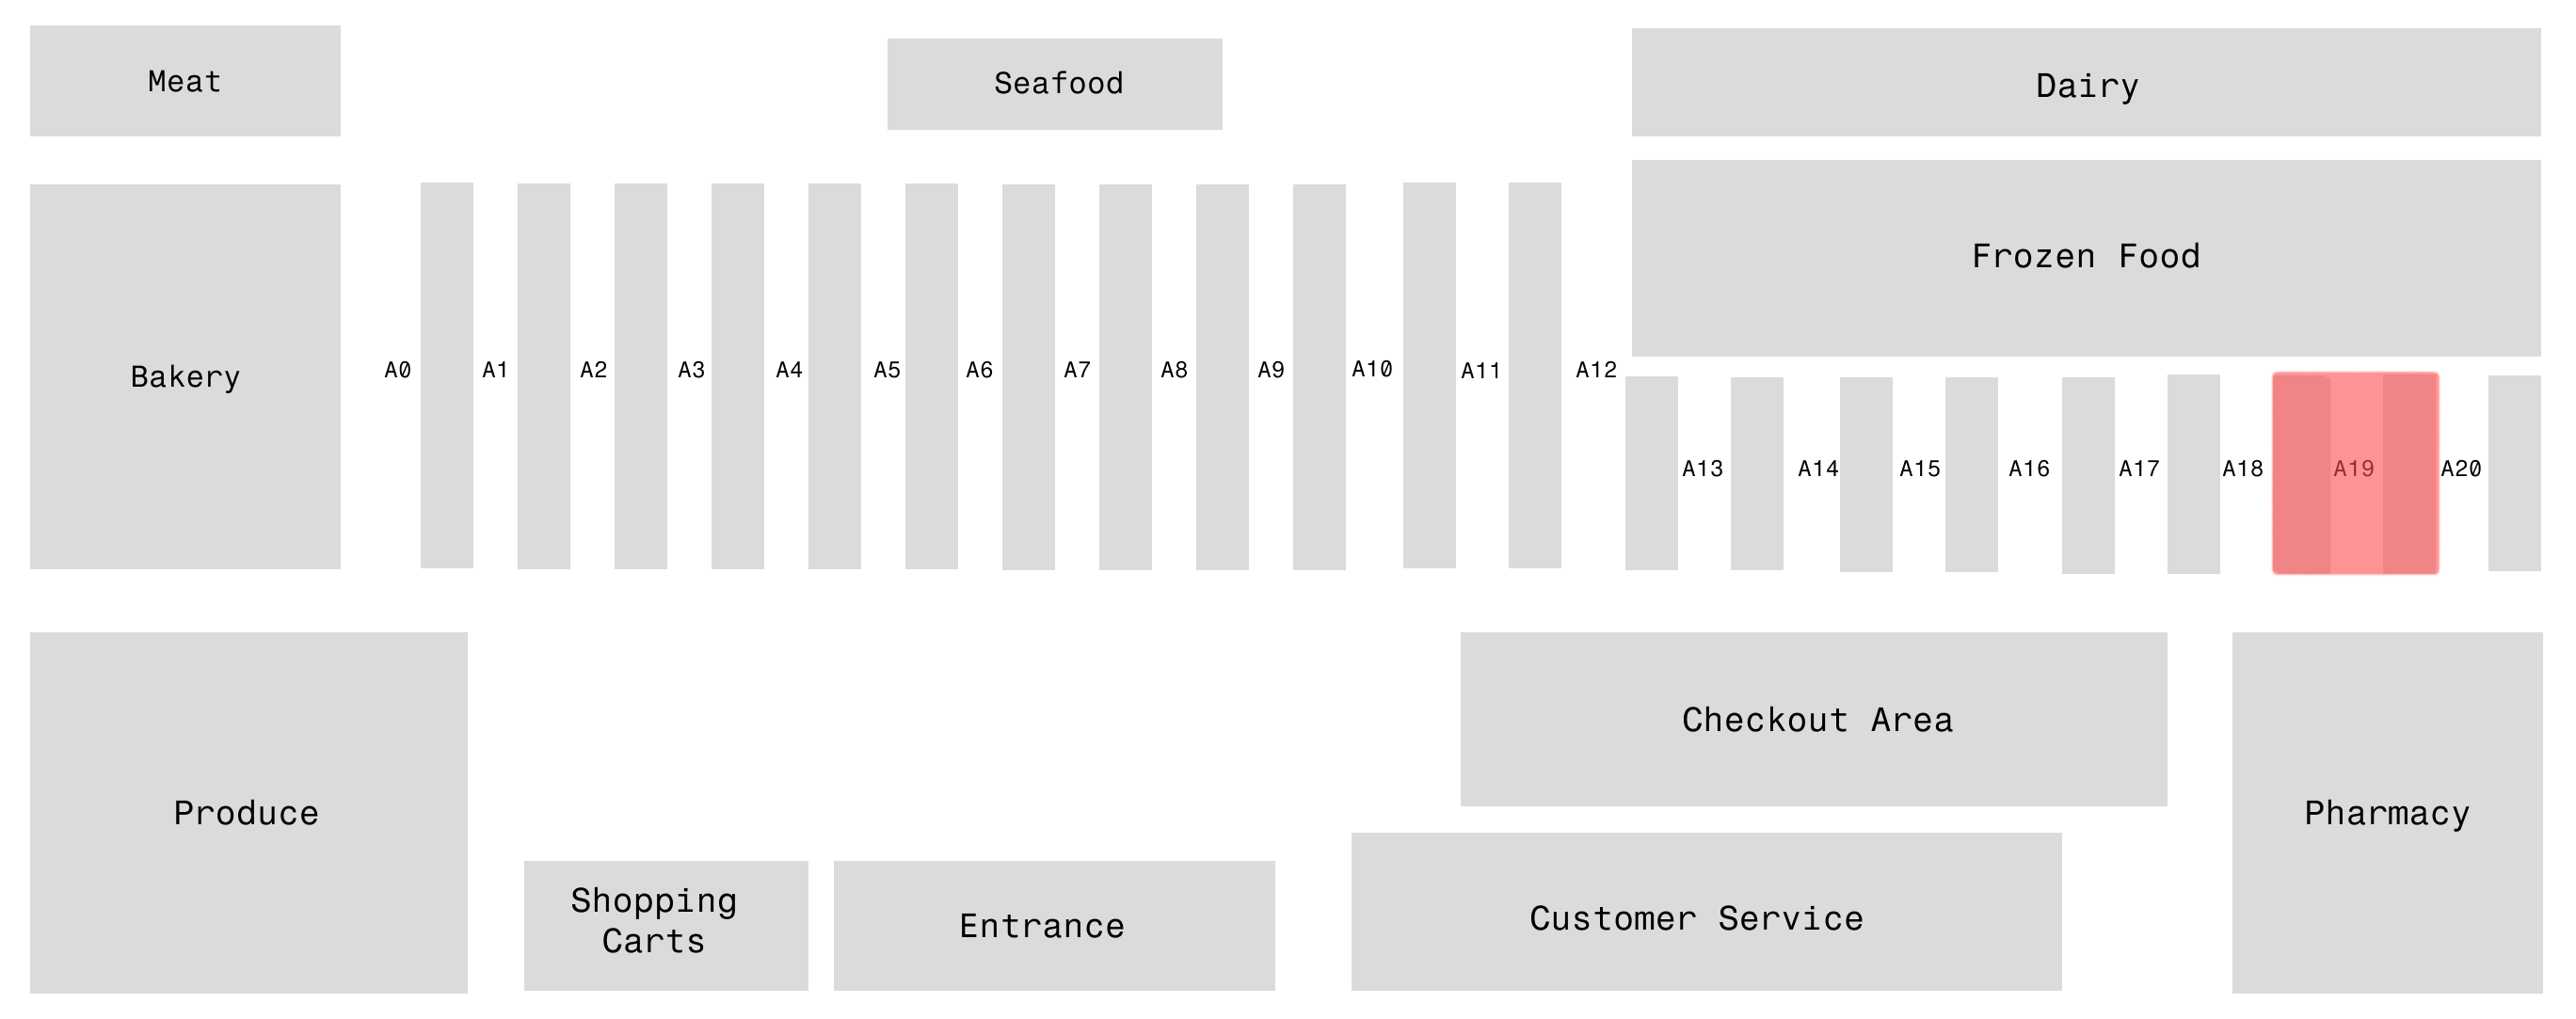 Meat
Seafood
Dairy
Frozen Food
Bakery
A0
A1
A2
A3
A4
A5
A6
A7
A8
A9
A10
A11
A12
A13
A14
A15
A16
A17
A18
A19
A20
Produce
Checkout Area
Pharmacy
Shopping
Carts
Entrance
Customer Service